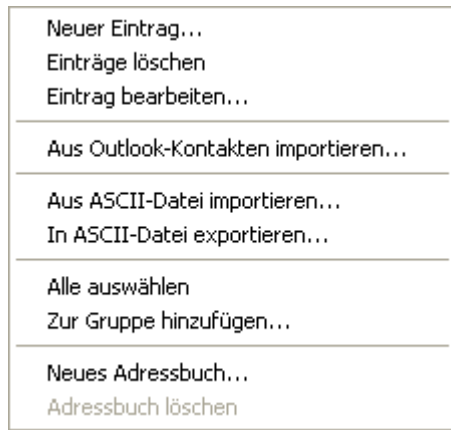 Neuer Eintrag...
Einträge löschen
Eintrag bearbeiten...
Aus Outlook-Kontakten importieren...
Aus ASCII-Datei importieren...
In ASCII-Datei exportieren...
Alle auswählen
Zur Gruppe hinzufügen...
Neues Adressbuch...
Adressbuch löschen